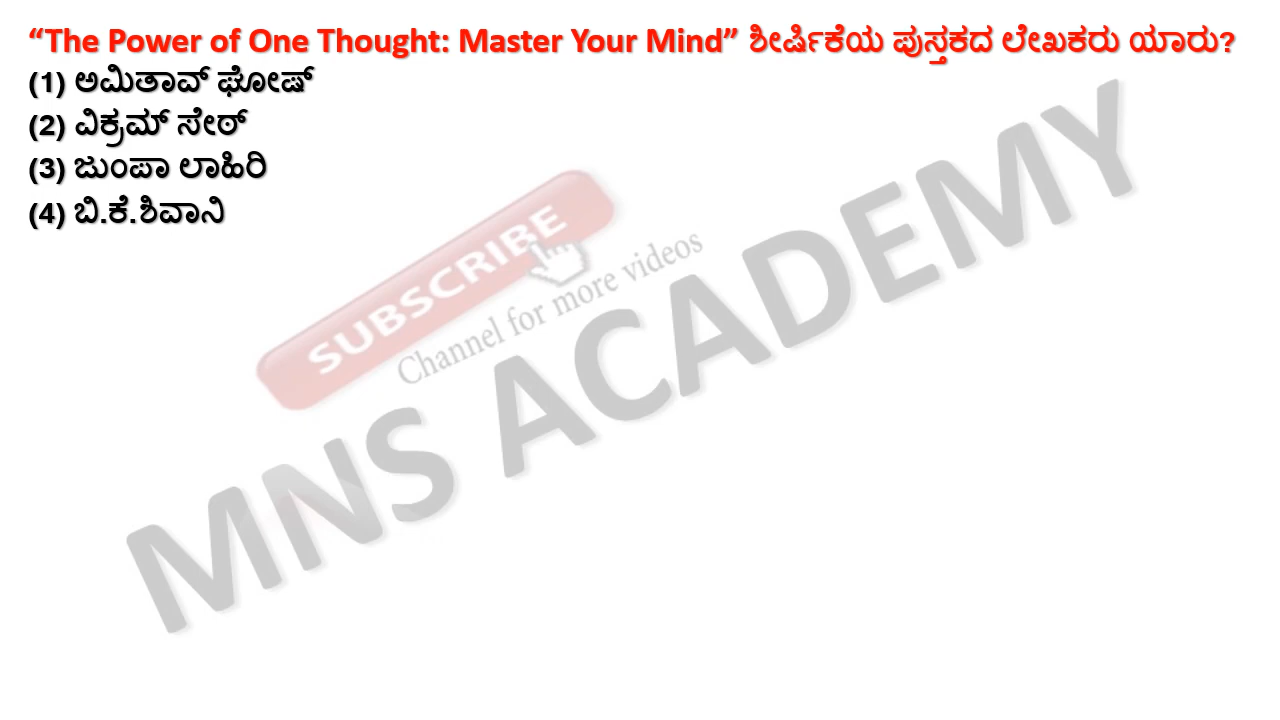 “The Power of One Thought: Master Your Mind” ಶೀರ್ಷಿಕೆಯ ಪುಸ್ತಕದ ಲೇಖಕರು ಯಾರು?
(1) ಅಮಿತಾವ್ ಘೋಷ್
(2) ವಿಕ್ರಮ್ ಸೇಠ್
(3) ಜುಂಪಾ ಲಾಹಿರಿ
(4) ಬಿ.ಕೆ.ಶಿವಾನಿ
SUBSCRIBE
Channel for more videos
MNS ACADEMY